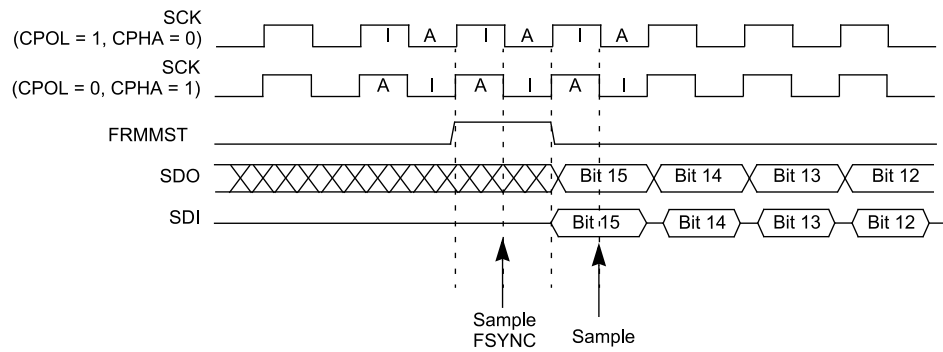 SCK
(CPOL = 1, CPHA = 0)
I A I A I A
SCK
(CPOL = 0, CPHA = 1)
A I A I A I
FRMMST
SDO
Bit 15 Bit 14 Bit 13 Bit 12
SDI
Bit 15 Bit 14 Bit 13 Bit 12
Sample
FSYNC
Sample